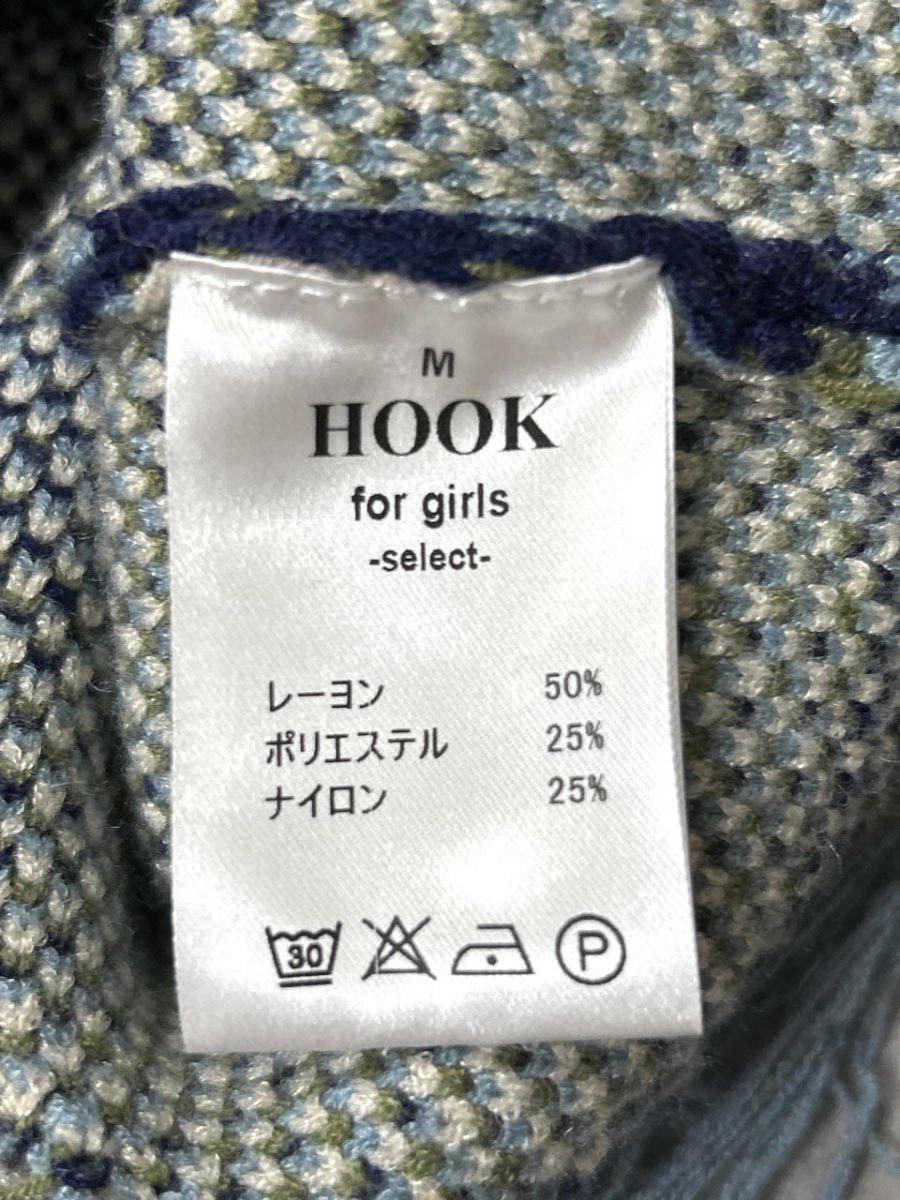 M
HOOK
for girls
-select-
レーヨン 50%
ポリエステル 25%
ナイロン 25%
30 P